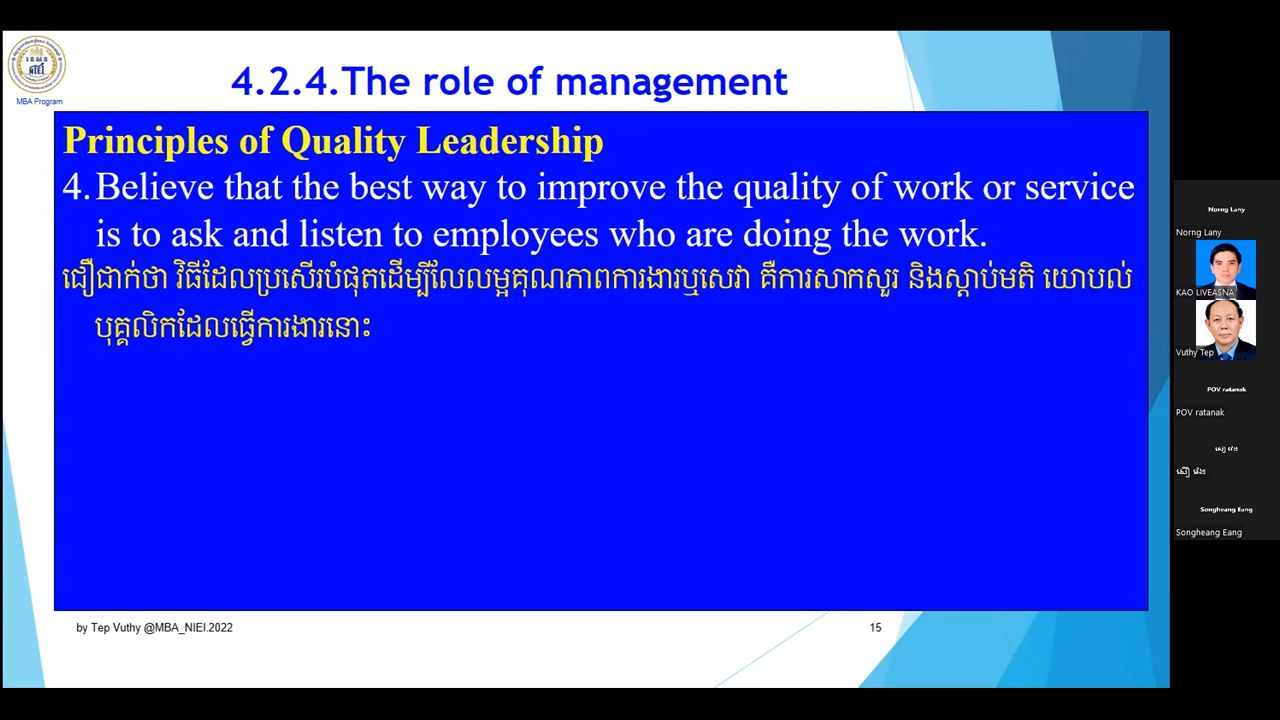 4.2.4.The role of management
NIEI
MBA Program
Principles of Quality Leadership
4. Believe that the best way to improve the quality of work or service
is to ask and listen to employees who are doing the work.
ជឿជាក់ថា វិធីដែលប្រសើរបំផុតដើម្បីលែលម្អគុណភាពការងារឬសេវា គឺការសាកសួរ និងស្តាប់មតិ យោបល់
បុគ្គលិកដែលធ្វើការងារនោះ
by Tep Vuthy @MBA_NIEI.2022
15
Norng Lany
Norng Lany
KAO LIVEASNA
Vuthy Tep
POV ratanak
POV ratanak
Songheang Eang
Songheang Eang